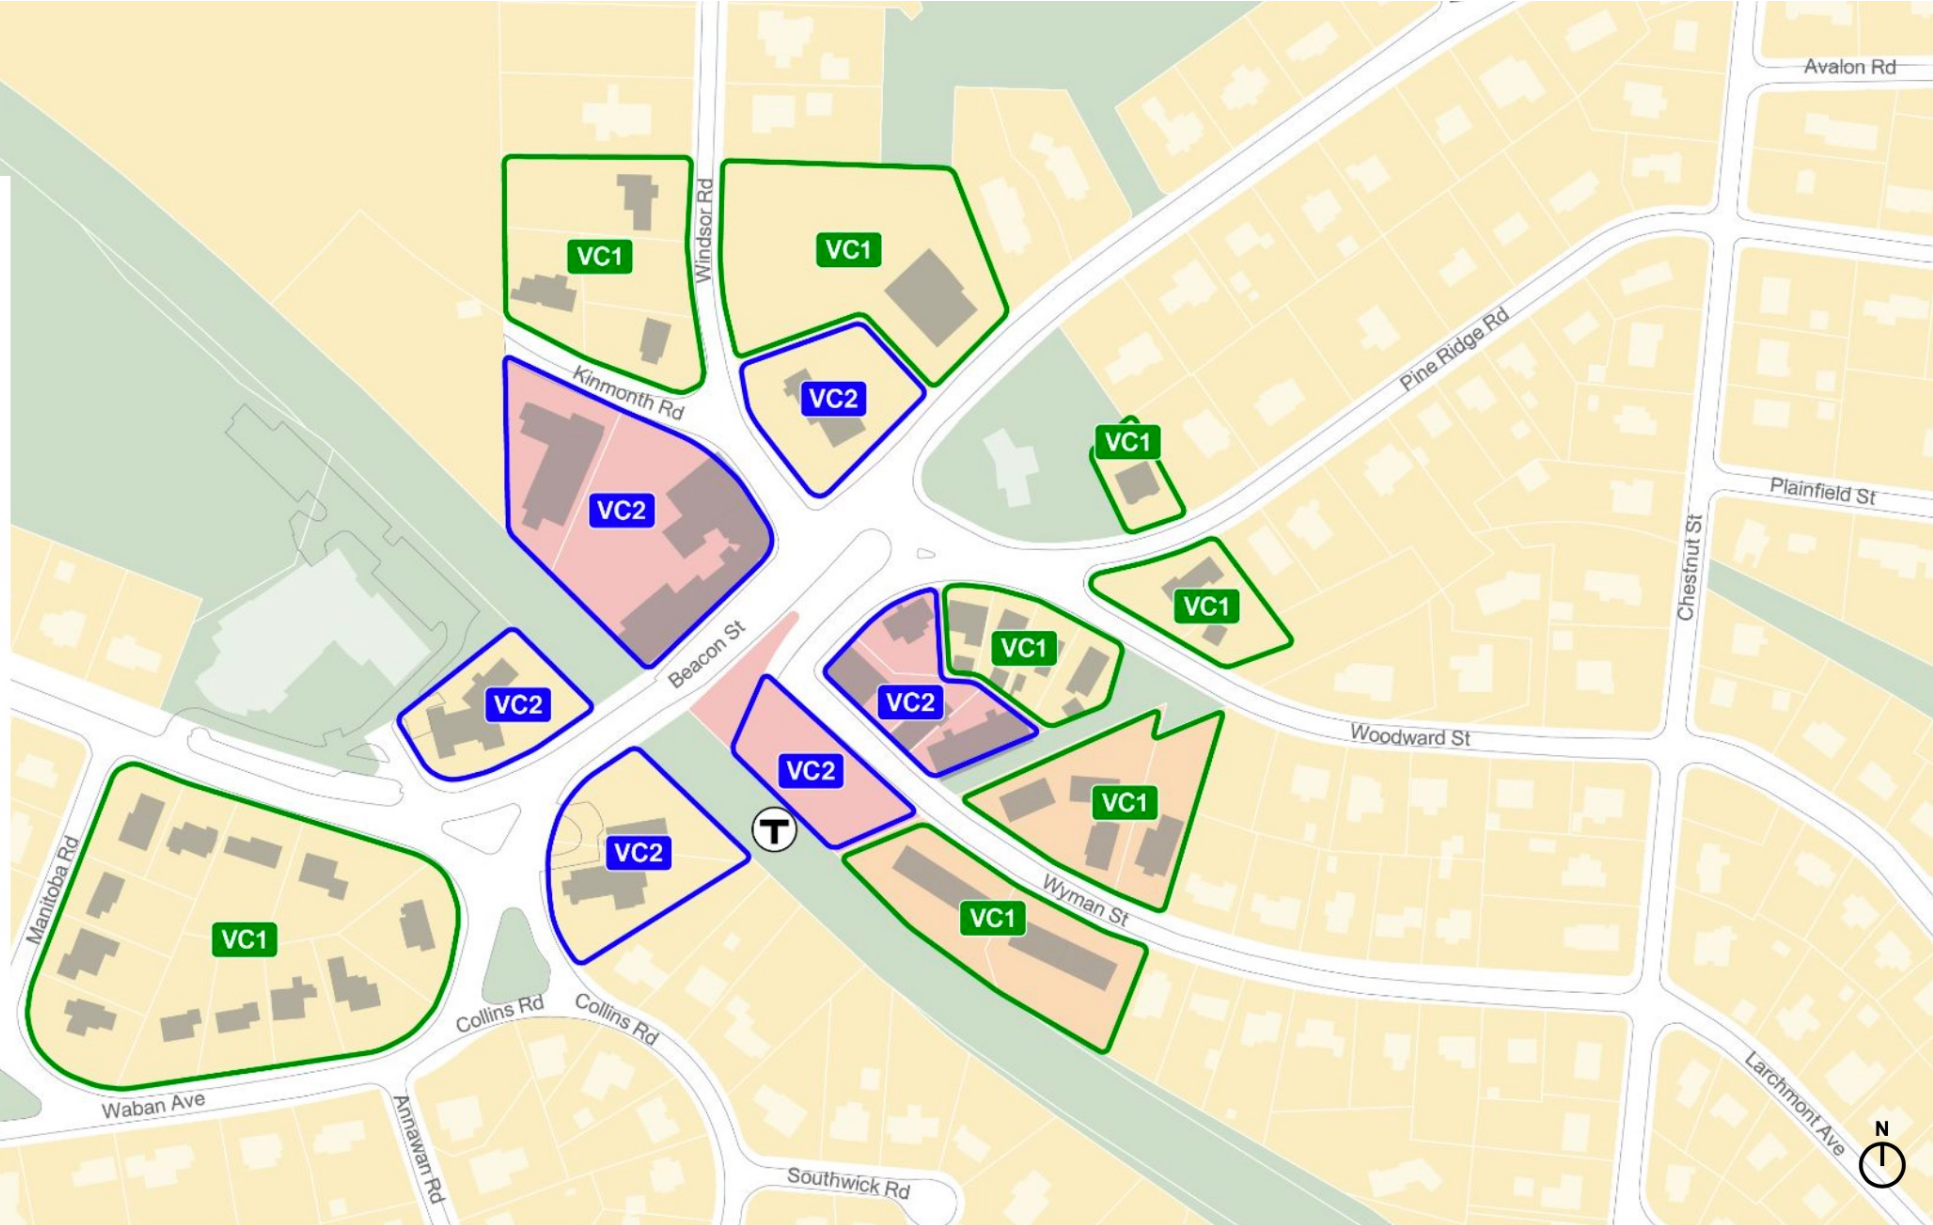 Avalon Rd
Windsor Rd
VC1
VC1
Kinmonth Rd
VC2
Pine Ridge Rd
VC1
VC2
Plainfield St
Chestnut St
VC1
Beacon St
VC1
VC2
VC2
Woodward St
VC2
VC1
T
VC2
Manitoba Rd
VC1
Wyman St
VC1
Collins Rd
Collins Rd
Waban Ave
Annawan Rd
Larchmont Ave
Southwick Rd
N